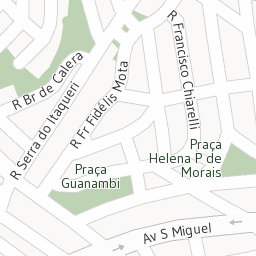 R Francisco Chiarelli
R Br de Calera
R Fr Fidélis Mota
R Serra do Itaqueri
Praça
Helena P de
Morais
Praça
Guanambi
Av S Miguel